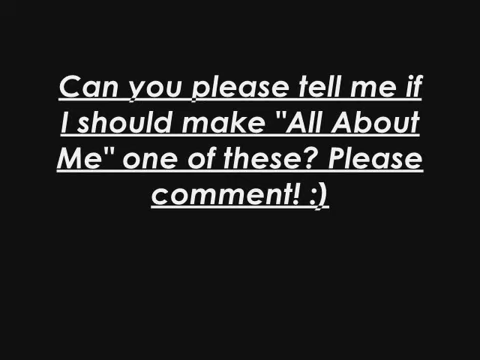 Can you please tell me if
I should make "All About
Me" one of these? Please
comment! :)